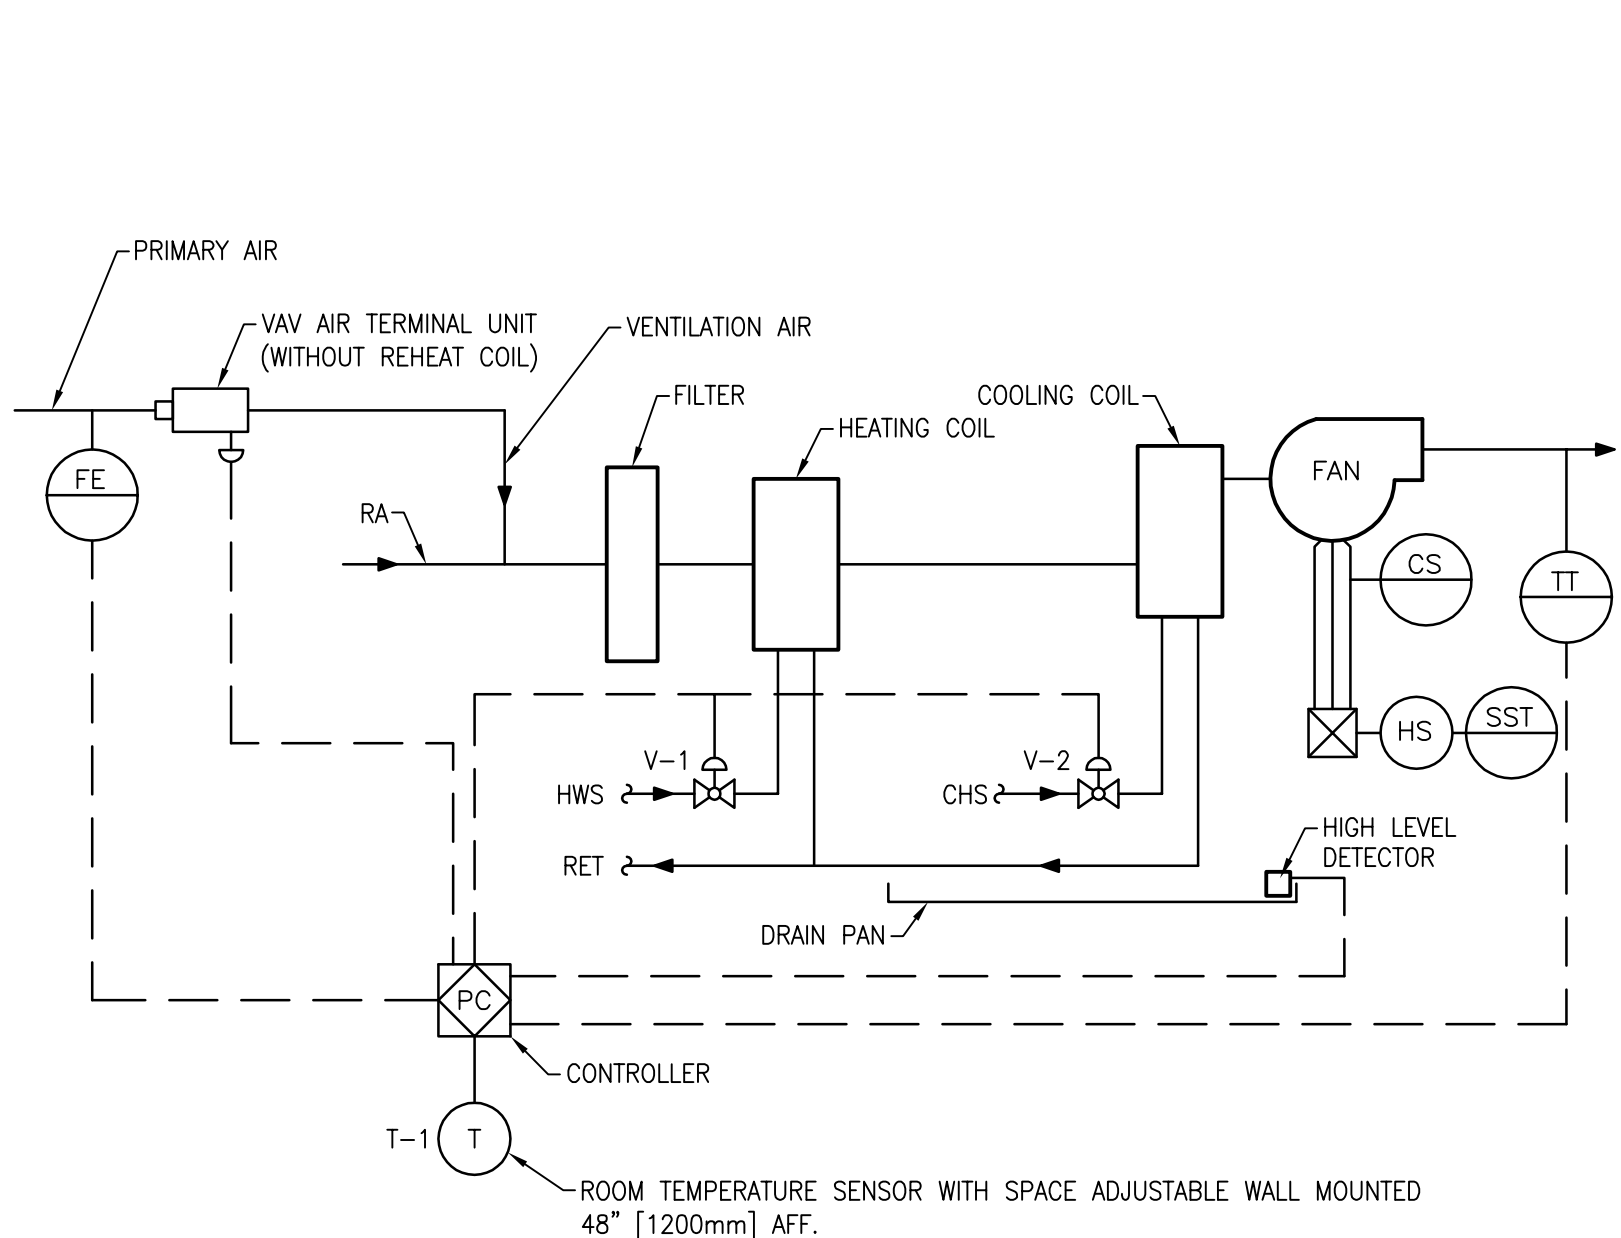 PRIMARY AIR
VAV AIR TERMINAL UNIT
(WITHOUT REHEAT COIL)
VENTILATION AIR
FILTER
COOLING COIL
HEATING COIL
FAN
FE
RA
CS
TT
HS
SST
V-1
V-2
HWS
CHS
RET
HIGH LEVEL
DETECTOR
DRAIN PAN
PC
CONTROLLER
T-1
T
ROOM TEMPERATURE SENSOR WITH SPACE ADJUSTABLE WALL MOUNTED
48" [1200mm] AFF.